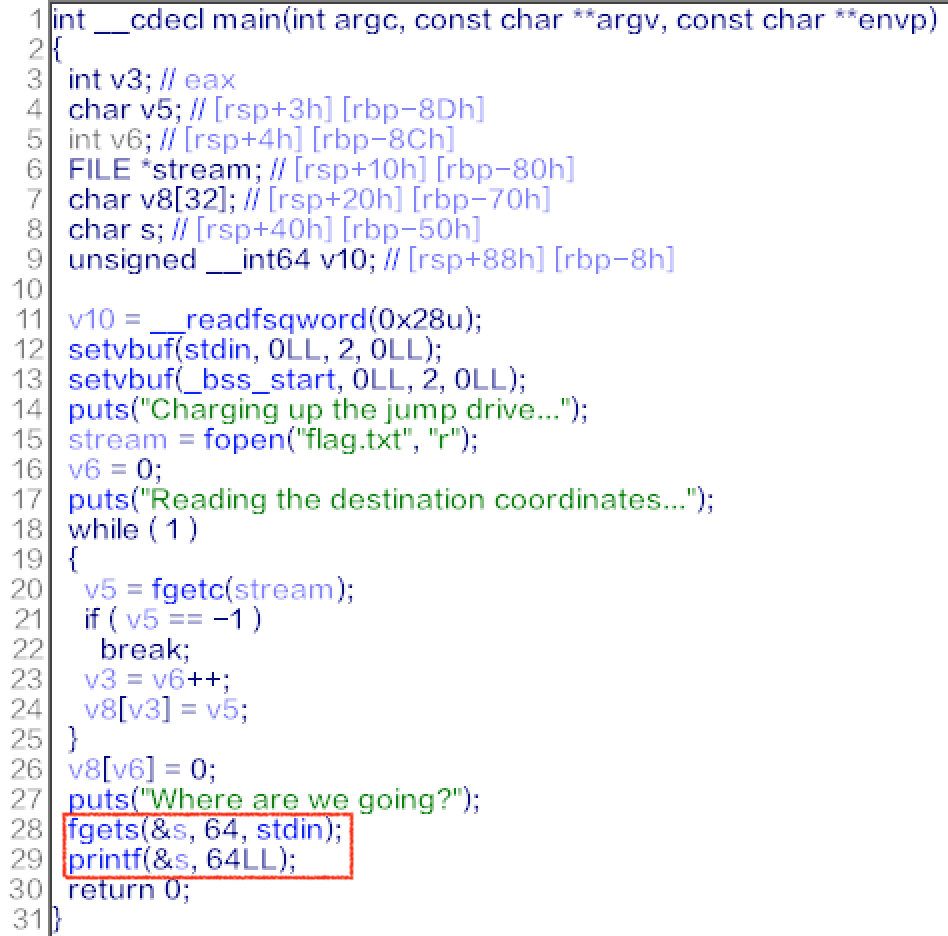 1 int __cdecl main(int argc, const char **argv, const char **envp)
2 {
3 int v3; // eax
4 char v5; // [rsp+3h] [rbp−8Dh]
5 int v6; // [rsp+4h] [rbp−8Ch]
6 FILE *stream; // [rsp+10h] [rbp−80h]
7 char v8[32]; // [rsp+20h] [rbp−70h]
8 char s; // [rsp+40h] [rbp−50h]
9 unsigned __int64 v10; // [rsp+88h] [rbp−8h]
10
11 v10 = __readfsqword(0x28u);
12 setvbuf(stdin, 0LL, 2, 0LL);
13 setvbuf(_bss_start, 0LL, 2, 0LL);
14 puts("Charging up the jump drive...");
15 stream = fopen("flag.txt", "r");
16 v6 = 0;
17 puts("Reading the destination coordinates...");
18 while ( 1 )
19 {
20 v5 = fgetc(stream);
21 if ( v5 == −1 )
22 break;
23 v3 = v6++;
24 v8[v3] = v5;
25 }
26 v8[v6] = 0;
27 puts("Where are we going?");
28 fgets(&s, 64, stdin);
29 printf(&s, 64LL);
30 return 0;
31 }